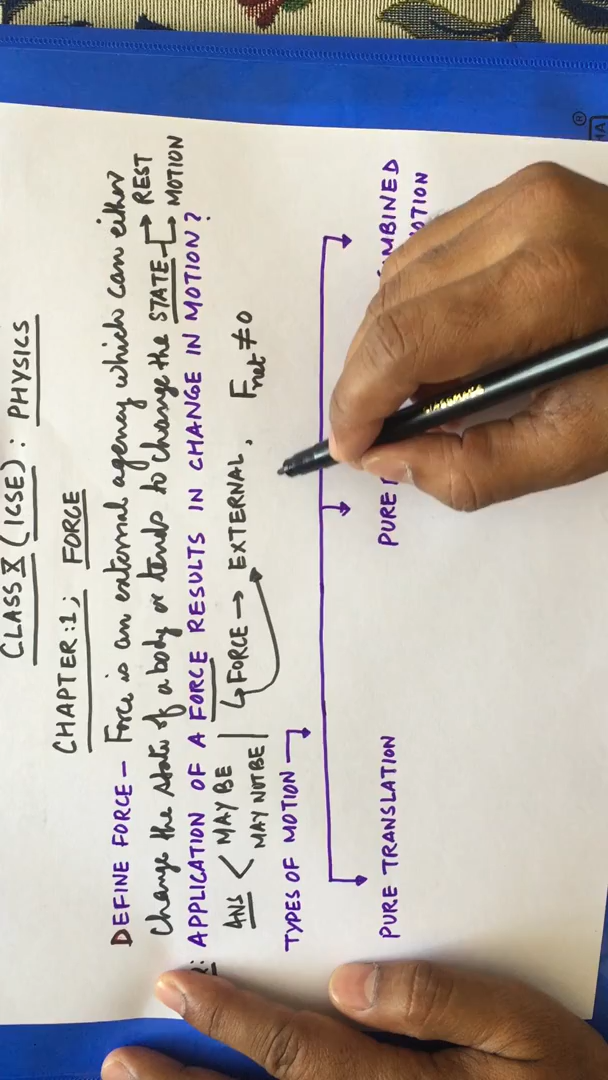 CLASS X (ICSE) : PHYSICS
CHAPTER : 1 ; FORCE
DEFINE FORCE – Force is an external agency which can either
change the state of a body or tends to change the STATE → REST
→ MOTION
Q: APPLICATION OF A FORCE RESULTS IN CHANGE IN MOTION?
ANS < MAY BE
MAY NOT BE
↳ FORCE → EXTERNAL, Fnet ≠ 0
TYPES OF MOTION
PURE TRANSLATION
PURE